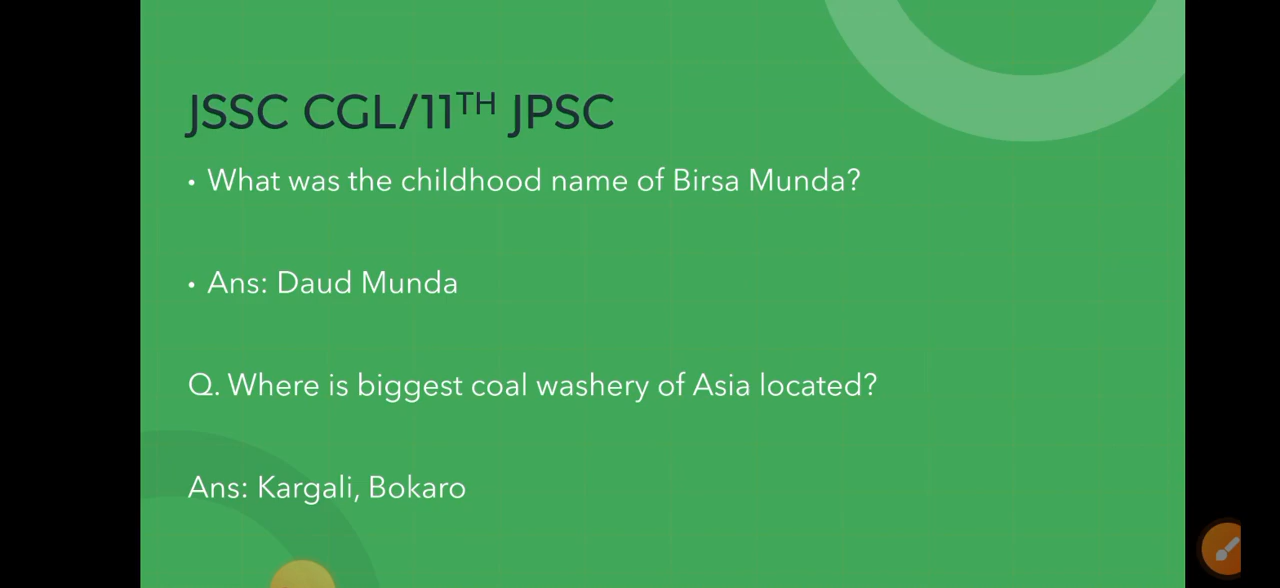 JSSC CGL/11TH JPSC
• What was the childhood name of Birsa Munda?
• Ans: Daud Munda
Q. Where is biggest coal washery of Asia located?
Ans: Kargali, Bokaro